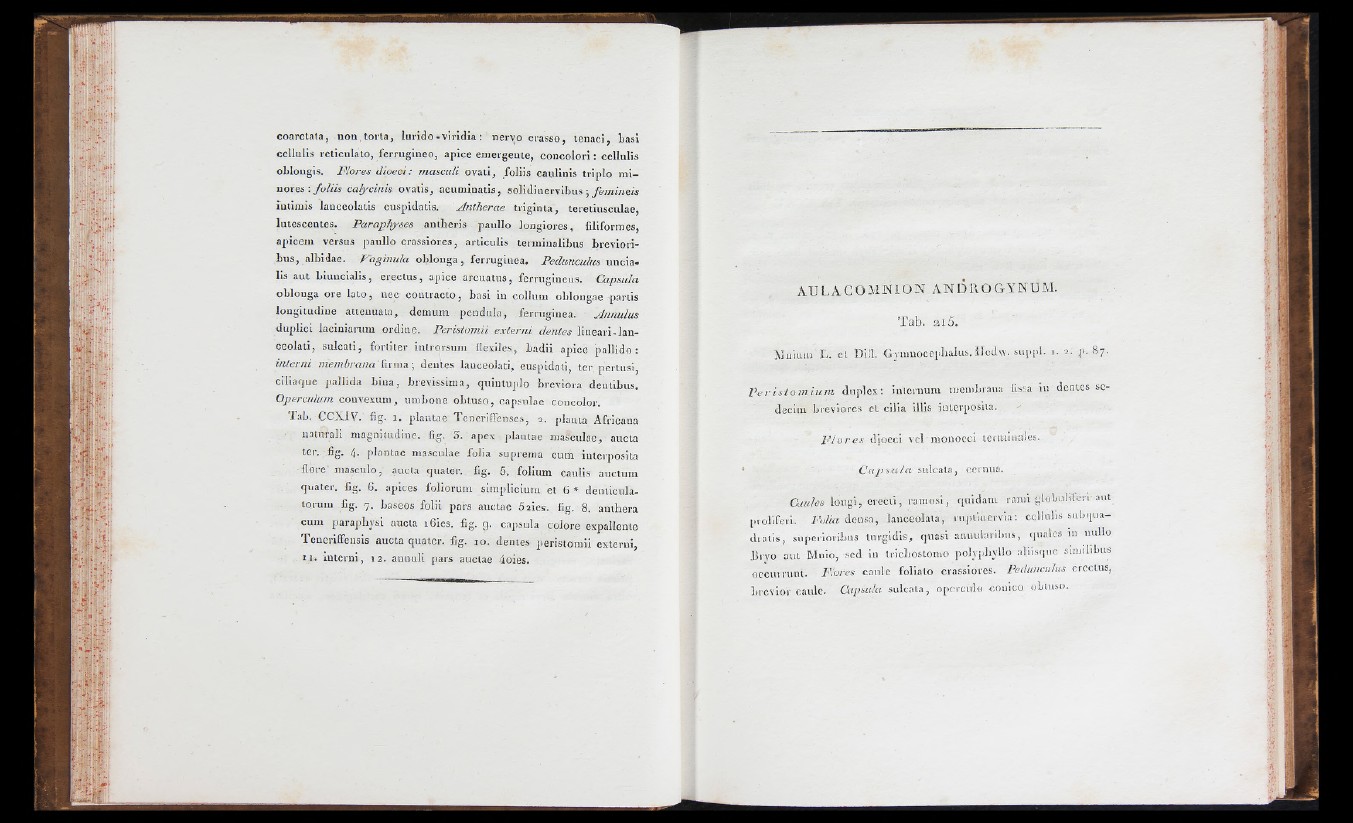 coarctata, non torta, lurido-viridia: nervo crasso, tenaci, basi
cellulis reticulato, ferrugineo, apice emergente, concolori: cellulis
oblongis. Flores dioeci: masculi ovati, foliis caulinis triplo mi-
nores: foliis calycinis ovatis, acuminatis, solidinervibus; femineis
intimis lanceolatis cuspidatis. Antherae triginta, teretiusculae,
lutescentes. Paraphyses antheris paullo longiores, filiformes,
apicem versus paullo crassiores, articulis terminalibus breviori-
bus, albidae. Vaginula oblonga, ferruginea. Pedunculus uncia-
lis aut biuncialis, erectus, apice arcuatus, ferrugineus. Capsula
oblonga ore lato, nec contracto, basi in collum oblongae partis
longitudine attenuata, demum pendula, ferruginea. Annulus
duplici laciniarum ordine. Peristomii externi dentes lineari-lan-
ceolati, sulcati, fortiter introrsum flexiles, badii apice pallido:
interni membrana firma; dentes lanceolati, cuspidati, ter pertusi,
ciliaque pallida bina, brevissima, quintuplo breviora dentibus.
Operculum convexum, umbone obtuso, capsulae concolor.
Tab. CCXIV. fig. 1. plantae Teneriffenses, 2. planta Africana
naturali magnitudine. fig. 3. apex plantae masculae, aucta
ter. fig. 4. plantae masculae folia suprema cum interposita
flore masculo, aucta quater. fig. 5. folium caulis auctum
quater. fig. 6. apices foliorum simplicium et 6 * denticula-
torum fig. 7. baseos folii pars auctae 52ies. fig. 8. anthera
cum paraphysi aucta 16ies. fig. 9. capsula colore expallente
Teneriffensis aucta quater. fig. 10. dentes peristomii externi,
11. interni, 12. annuli pars auctae 40ies.
AULACOMNION ANDROGYNUM.
Tab. 215.
Mnium L. et Dill. Gymnocephalus. Hedw. suppl. 1. 2. p. 87.
Peristomium duplex: internum membrana fissa in dentes se-
decim breviores et cilia illis interposita.
Flores dioeci vel monoeci terminales.
Capsula sulcata, cernua.
Caules longi, erecti, ramosi, quidam rami globuliferi aut
proliferi. Folia densa, lanceolata, ruptinervia: cellulis subqua-
dratis, superioribus turgidis, quasi annularibus, quales in nullo
Bryo aut Mnio, sed in trichostomo polyphyllo aliisque similibus
occurrunt. Flores caule foliato crassiores. Pedunculus erectus,
brevior caule. Capsula sulcata, operculo conico obtuso.